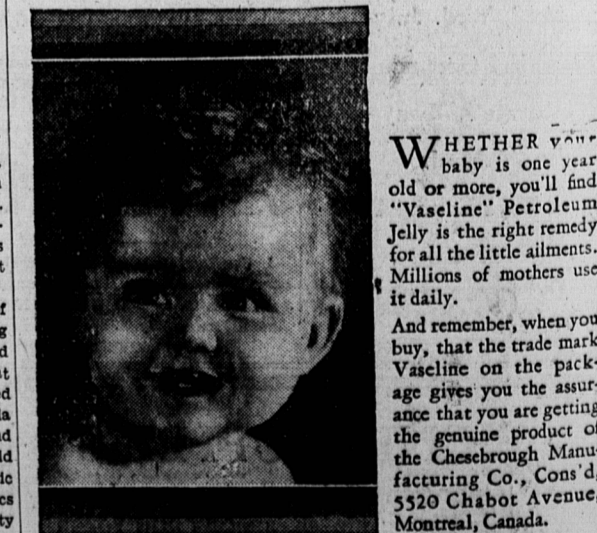 WHETHER your
baby is one year
old or more, you'll find
"Vaseline" Petroleum
Jelly is the right remedy
for all the little ailments.
Millions of mothers use
it daily.
And remember, when you
buy, that the trade mark
Vaseline on the pack-
age gives you the assur-
ance that you are getting
the genuine product of
the Chesebrough Manu-
facturing Co., Cons'd,
5520 Chabot Avenue,
Montreal, Canada.